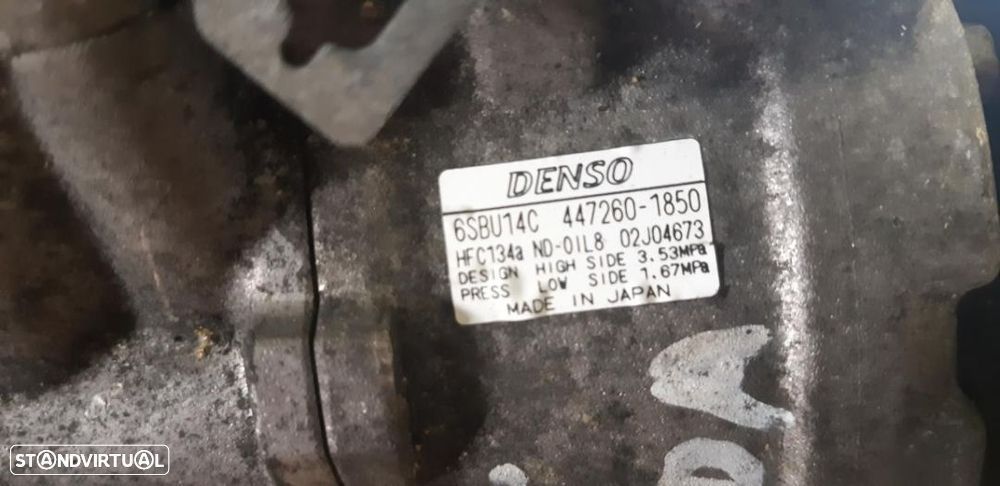 DENSO
6SBU14C 447260-1850
HFC134a ND-OIL8 02J04673
DESIGN HIGH SIDE 3.53MPa
PRESS LOW SIDE 1.67MPa
MADE IN JAPAN
STANDVIRTUAL